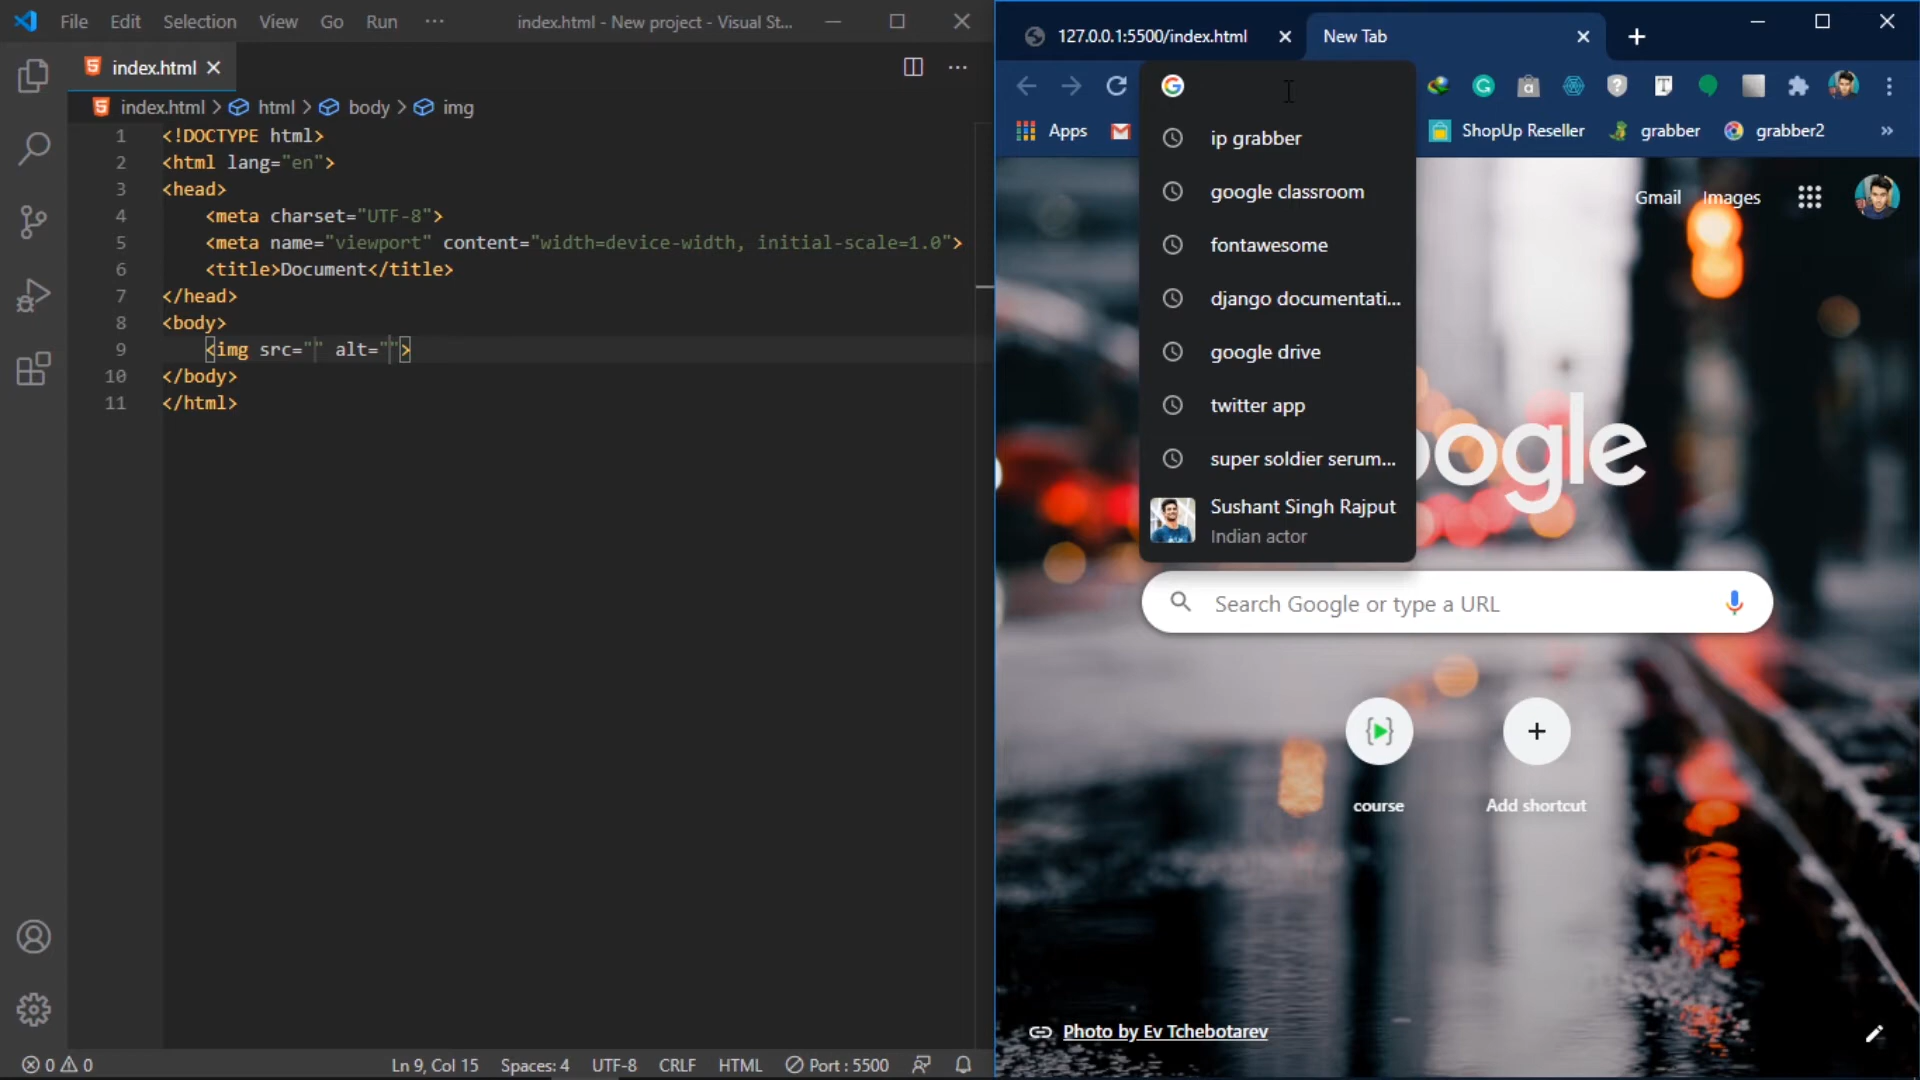 File Edit Selection View Go Run ··· index.html - New project - Visual St...
index.html
index.html > html > body > img
1 <!DOCTYPE html>
2 <html lang="en">
3 <head>
4 <meta charset="UTF-8">
5 <meta name="viewport" content="width=device-width, initial-scale=1.0">
6 <title>Document</title>
7 </head>
8 <body>
9 <img src="" alt="">
10 </body>
11 </html>
0 0 Ln 9, Col 15 Spaces: 4 UTF-8 CRLF HTML Port : 5500
127.0.0.1:5500/index.html New Tab
Apps ShopUp Reseller grabber grabber2 »
ip grabber
google classroom
fontawesome
django documentati...
google drive
twitter app
super soldier serum...
Sushant Singh Rajput
Indian actor
Gmail Images
oogle
Search Google or type a URL
course Add shortcut
Photo by Ev Tchebotarev